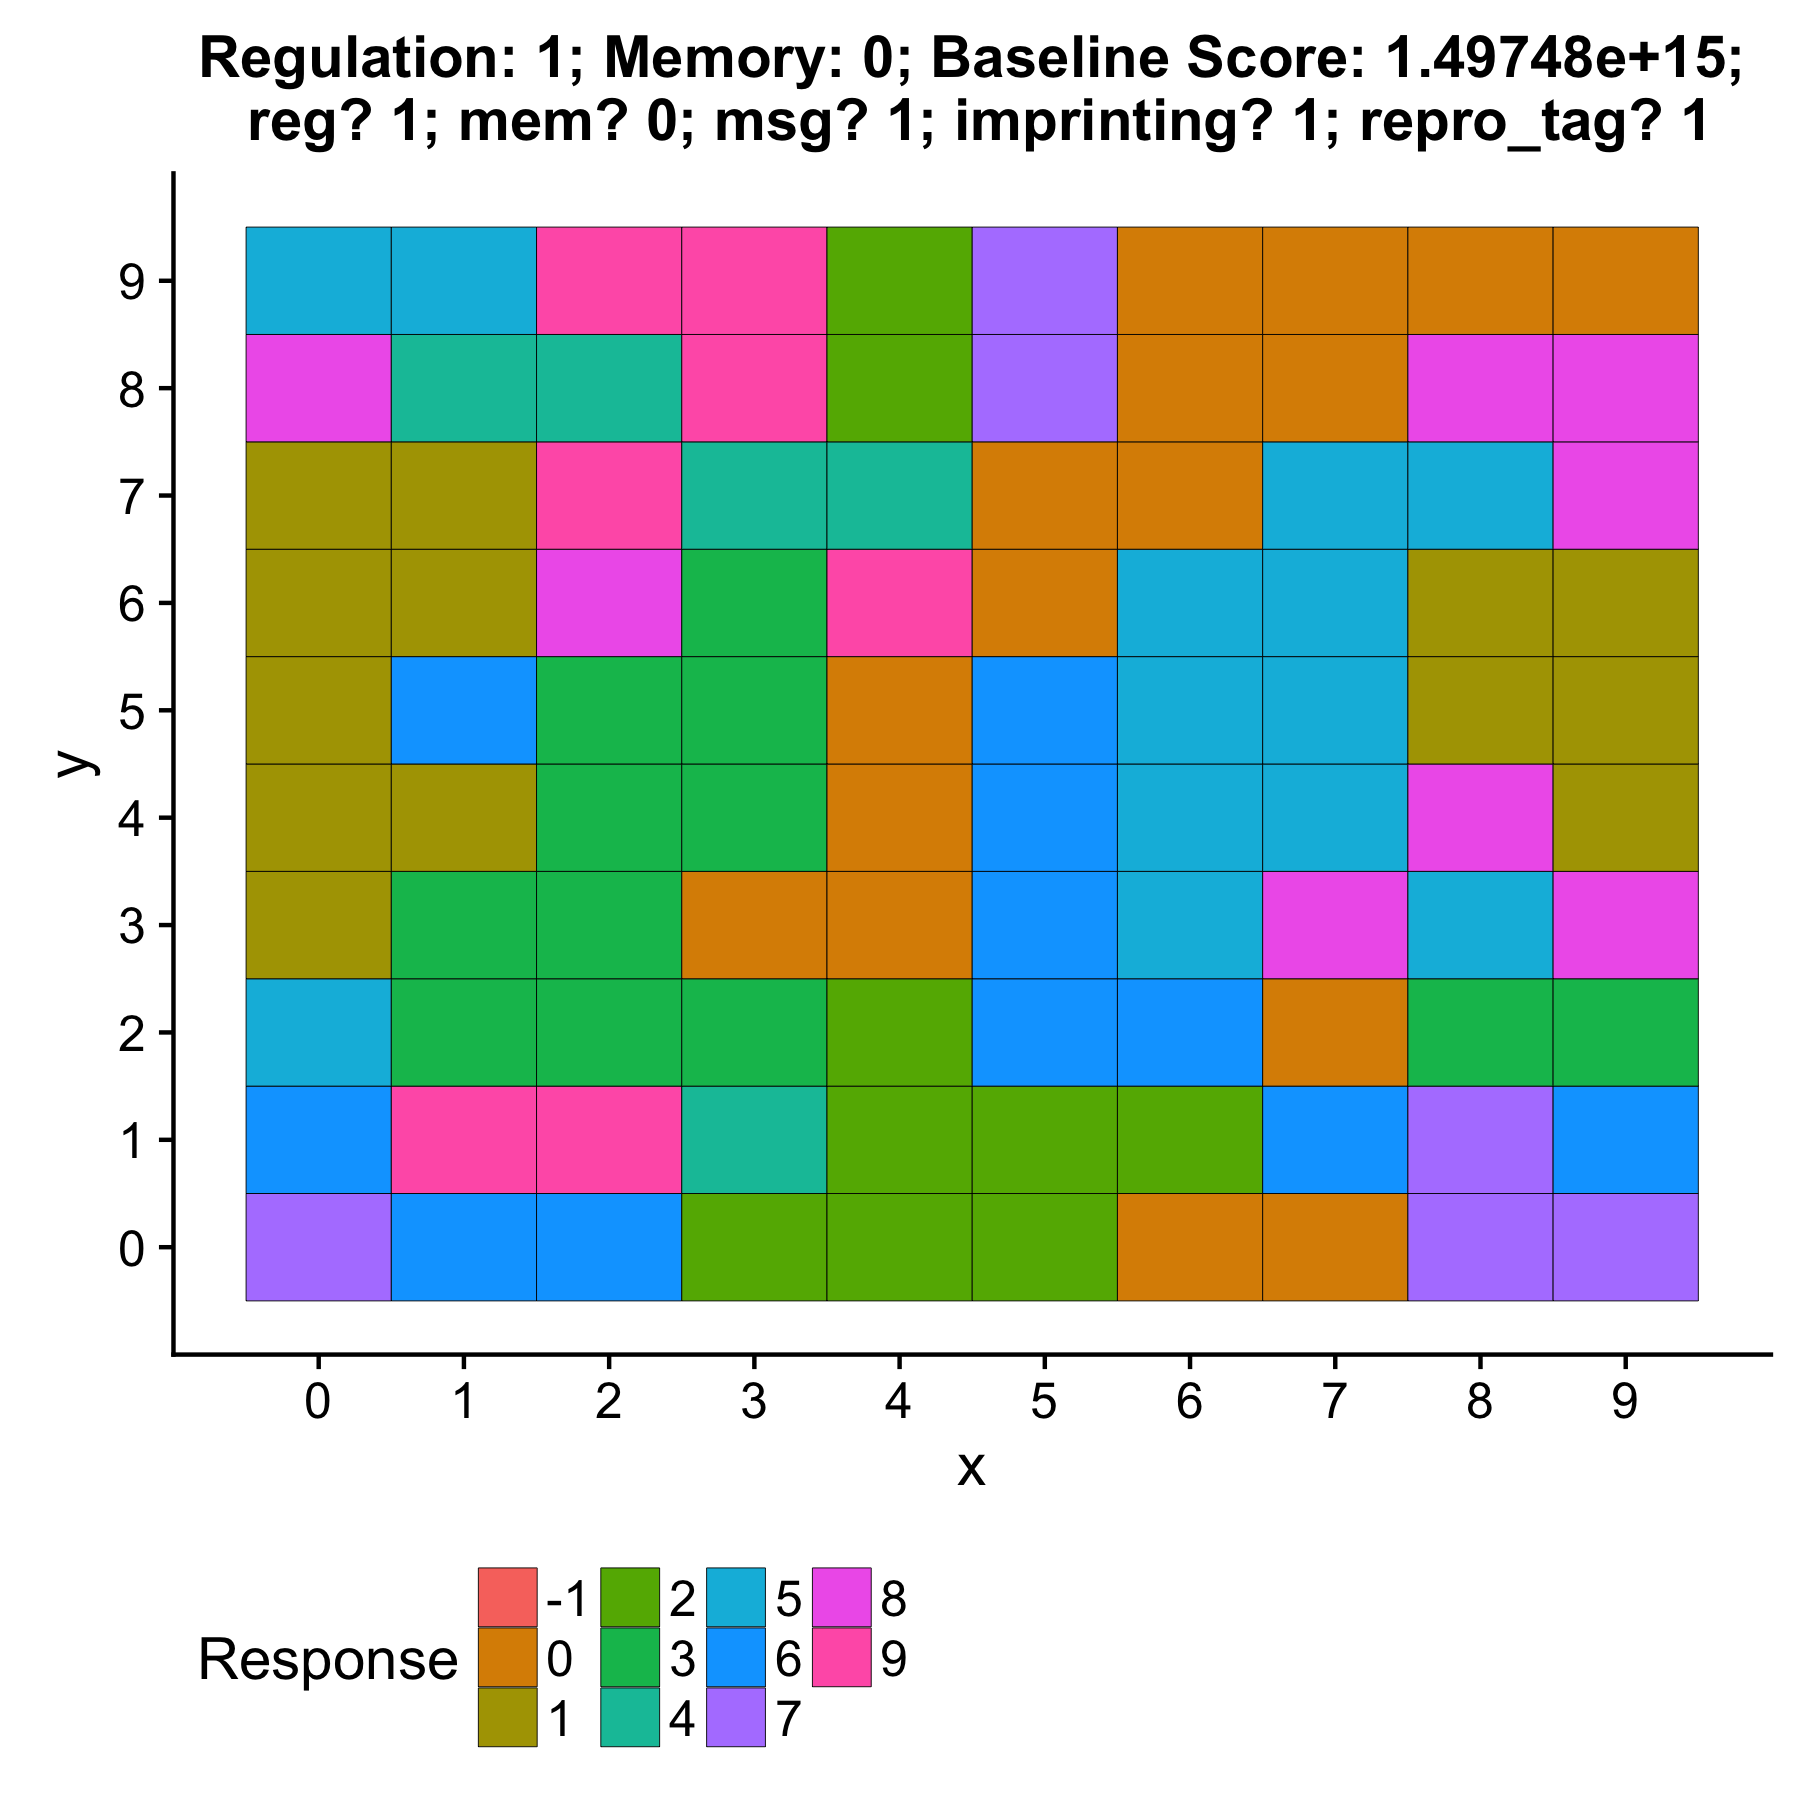 Regulation: 1; Memory: 0; Baseline Score: 1.49748e+15;
reg? 1; mem? 0; msg? 1; imprinting? 1; repro_tag? 1
9
8
7
6
5
4
3
2
1
0
y
0 1 2 3 4 5 6 7 8 9
x
Response
-1 2 5 8
0 3 6 9
1 4 7